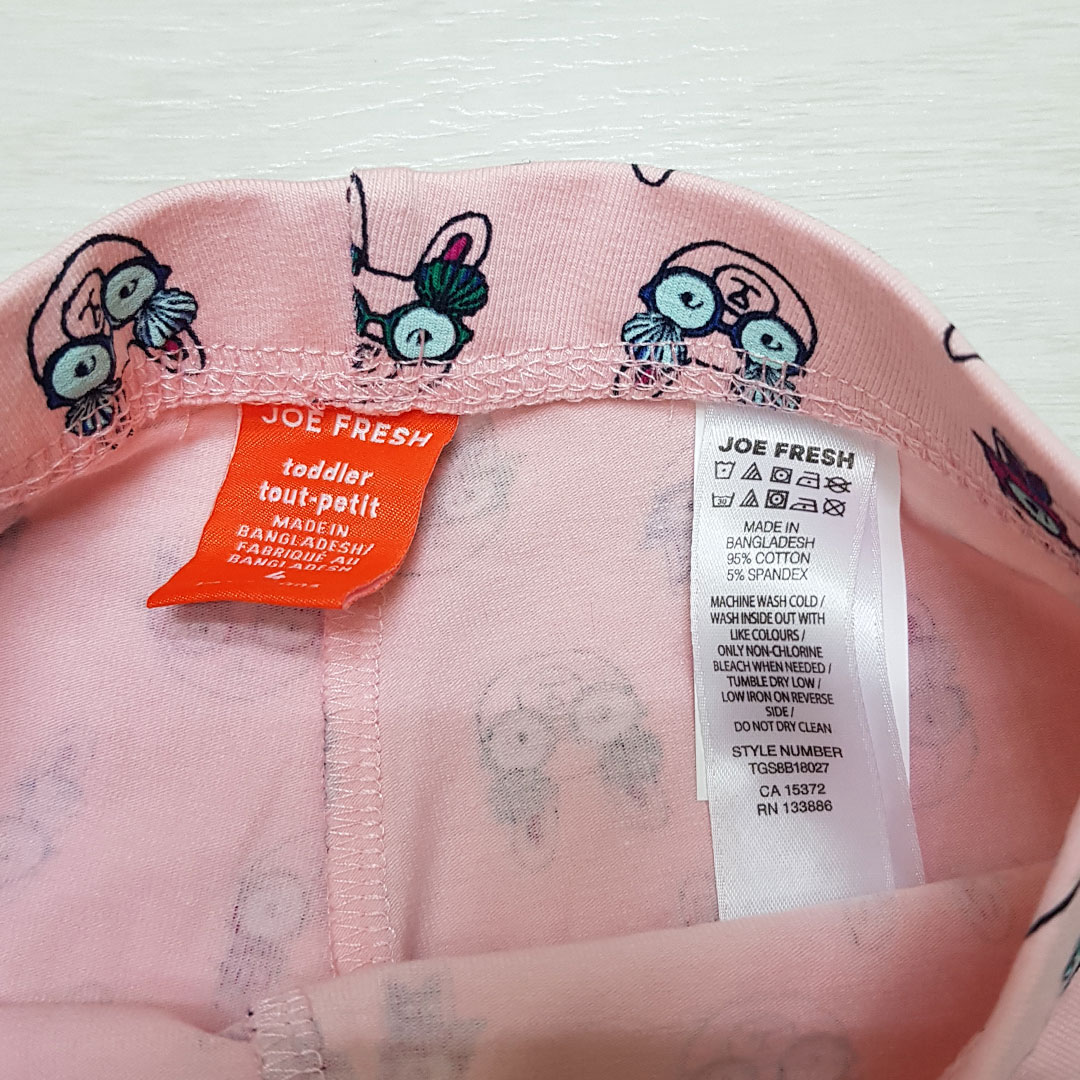 JOE FRESH
toddler
tout-petit
MADE IN
BANGLADESH/
FABRIQUÉ AU
BANGLADESH
4
JOE FRESH
30
MADE IN
BANGLADESH
95% COTTON
5% SPANDEX
MACHINE WASH COLD /
WASH INSIDE OUT WITH
LIKE COLOURS /
ONLY NON-CHLORINE
BLEACH WHEN NEEDED /
TUMBLE DRY LOW /
LOW IRON ON REVERSE
SIDE /
DO NOT DRY CLEAN
STYLE NUMBER
TGS8B18027
CA 15372
RN 133886